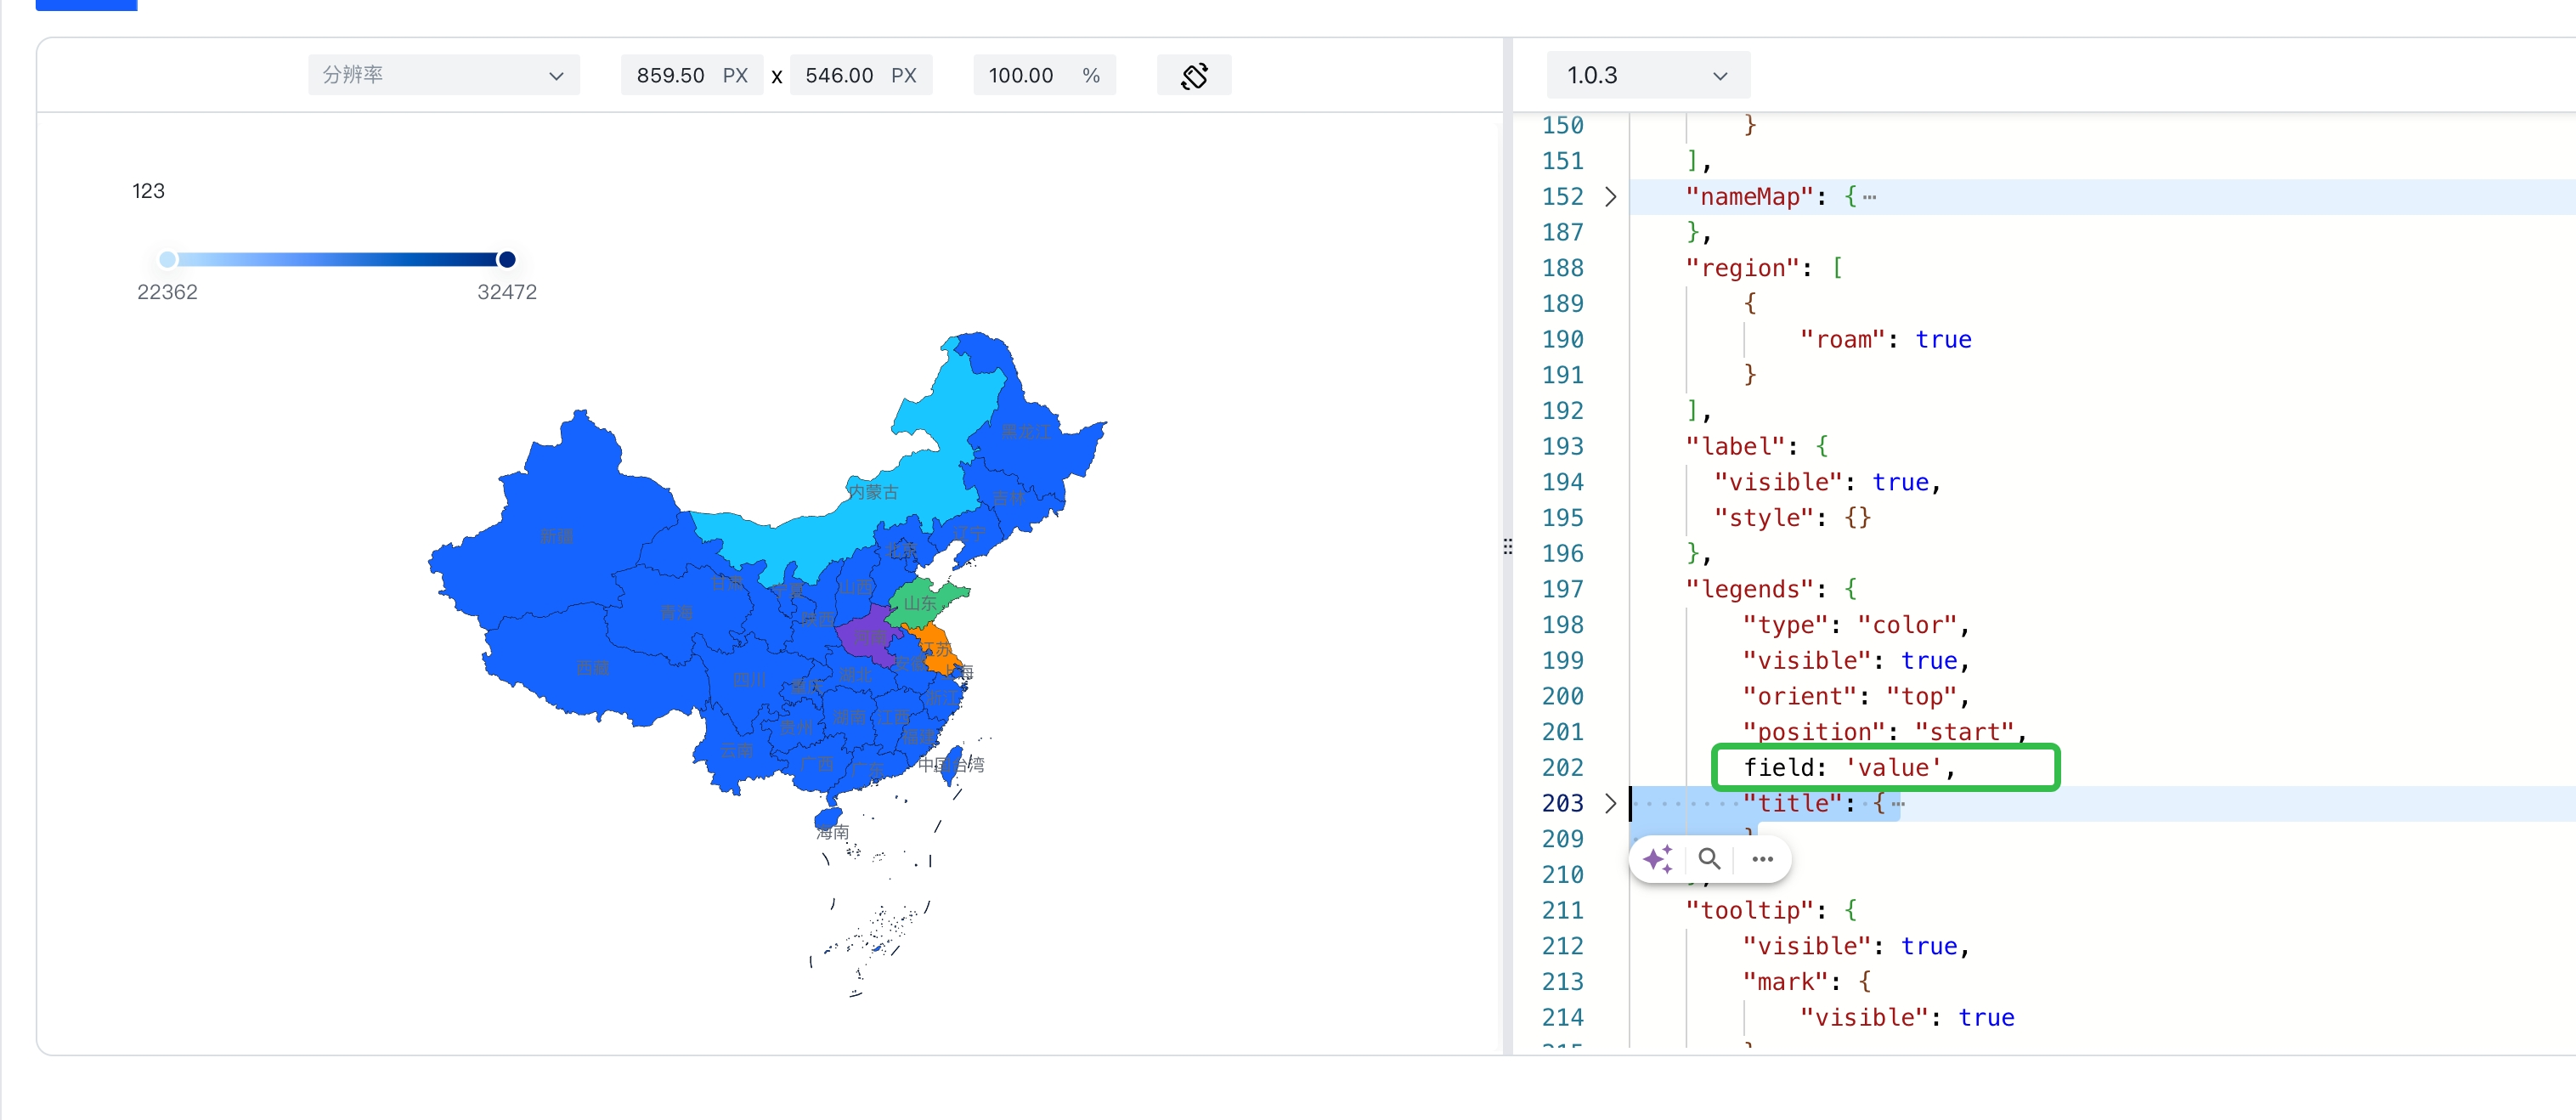 分辨率
859.50 PX x 546.00 PX
100.00 %
1.0.3
123
22362
32472
黑龙江
内蒙古
吉林
新疆
辽宁
北京
甘肃
宁夏
山西
山东
青海
陕西
河南
江苏
西藏
安徽
上海
四川
重庆
湖北
浙江
贵州
湖南
江西
云南
福建
广西
广东
中国台湾
海南
150 }
151 ],
152 "nameMap": {…
187 },
188 "region": [
189 {
190 "roam": true
191 }
192 ],
193 "label": {
194 "visible": true,
195 "style": {}
196 },
197 "legends": {
198 "type": "color",
199 "visible": true,
200 "orient": "top",
201 "position": "start",
202 field: 'value',
203 "title": {…
209 }
210
211 "tooltip": {
212 "visible": true,
213 "mark": {
214 "visible": true
215 }